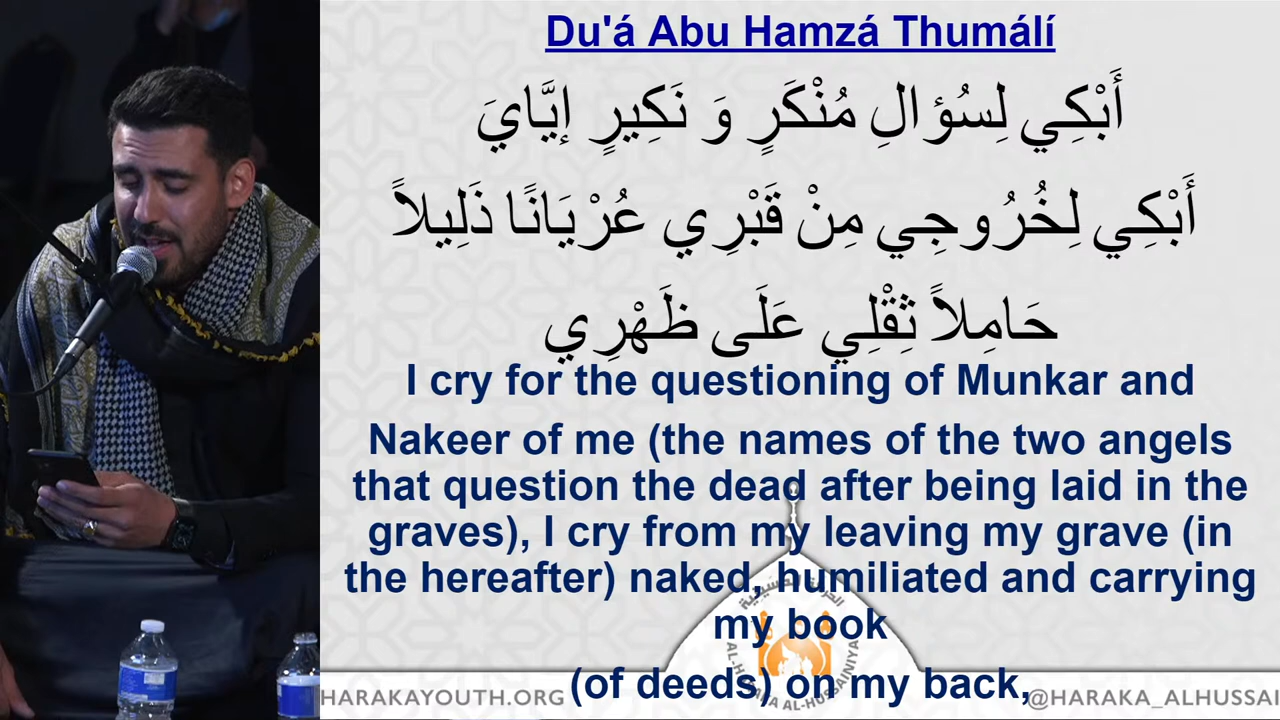 Du'á Abu Hamzá Thumálí
أَبْكِي لِسُؤالِ مُنْكَرٍ وَ نَكِيرٍ إيَّايَ
أَبْكِي لِخُرُوجِي مِنْ قَبْرِي عُرْيَانًا ذَلِيلاً
حَامِلاً ثِقْلِي عَلَى ظَهْرِي
I cry for the questioning of Munkar and
Nakeer of me (the names of the two angels
that question the dead after being laid in the
graves), I cry from my leaving my grave (in
the hereafter) naked, humiliated and carrying
my book
(of deeds) on my back,
HARAKAYOUTH.ORG
@HARAKA_ALHUSSAI